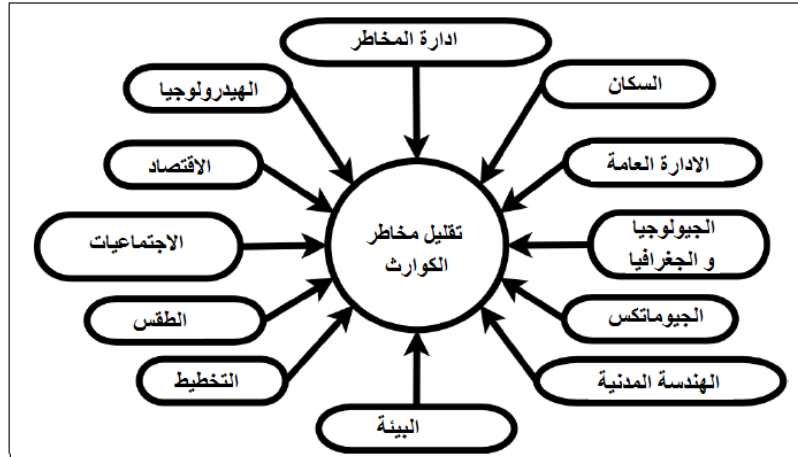 ادارة المخاطر
السكان
الهيدرولوجيا
الادارة العامة
الاقتصاد
الجيولوجيا
و الجغرافيا
تقليل مخاطر
الكوارث
الاجتماعيات
الجيوماتكس
الطقس
الهندسة المدنية
التخطيط
البيئة